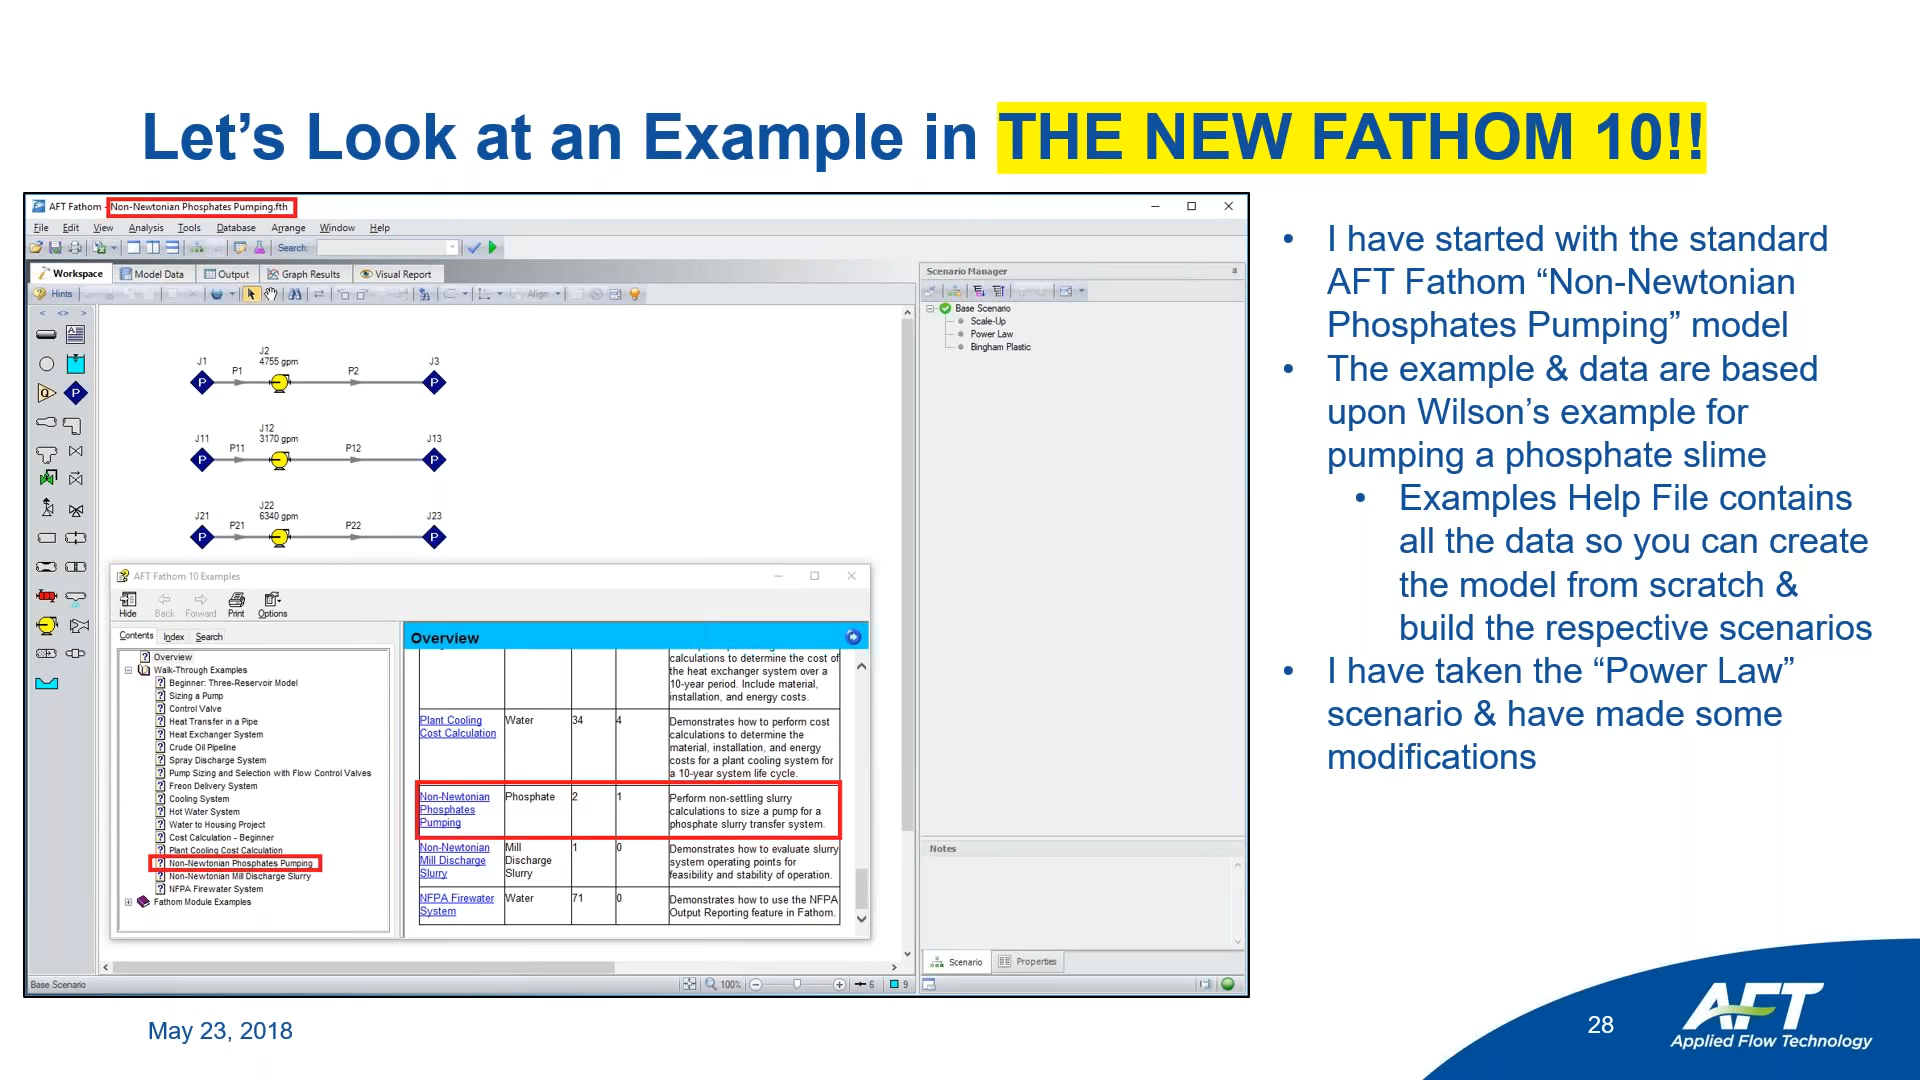 Let’s Look at an Example in THE NEW FATHOM 10!!
AFT Fathom - Non-Newtonian Phosphates Pumping.fth
File Edit View Analysis Tools Database Arrange Window Help
Search:
Workspace Model Data Output Graph Results Visual Report
Hints Align
J1 P1 J2 4755 gpm P2 J3
J11 P11 J12 3170 gpm P12 J13
J21 P21 J22 6340 gpm P22 J23
Scenario Manager
Base Scenario
Scale-Up
Power Law
Bingham Plastic
AFT Fathom 10 Examples
Hide Back Forward Print Options
Contents Index Search
Overview
Walk-Through Examples
Beginner: Three-Reservoir Model
Sizing a Pump
Control Valve
Heat Transfer in a Pipe
Heat Exchanger System
Crude Oil Pipeline
Spray Discharge System
Pump Sizing and Selection with Flow Control Valves
Freon Delivery System
Cooling System
Hot Water System
Water to Housing Project
Cost Calculation - Beginner
Plant Cooling Cost Calculation
Non-Newtonian Phosphates Pumping
Non-Newtonian Mill Discharge Slurry
NFPA Firewater System
Fathom Module Examples
Overview
calculations to determine the cost of
the heat exchanger system over a
10-year period. Include material,
installation, and energy costs.
Plant Cooling Water 34 4 Demonstrates how to perform cost
Cost Calculation calculations to determine the
material, installation, and energy
costs for a plant cooling system for
a 10-year system life cycle.
Non-Newtonian Phosphate 2 1 Perform non-settling slurry
Phosphates calculations to size a pump for a
Pumping phosphate slurry transfer system.
Non-Newtonian Mill 1 0 Demonstrates how to evaluate slurry
Mill Discharge Discharge system operating points for
Slurry Slurry feasibility and stability of operation.
NFPA Firewater Water 71 0 Demonstrates how to use the NFPA
System Output Reporting feature in Fathom.
Notes
Scenario Properties
Base Scenario 100% 6 9
• I have started with the standard
AFT Fathom “Non-Newtonian
Phosphates Pumping” model
• The example & data are based
upon Wilson’s example for
pumping a phosphate slime
• Examples Help File contains
all the data so you can create
the model from scratch &
build the respective scenarios
• I have taken the “Power Law”
scenario & have made some
modifications
May 23, 2018
28
AFT
Applied Flow Technology